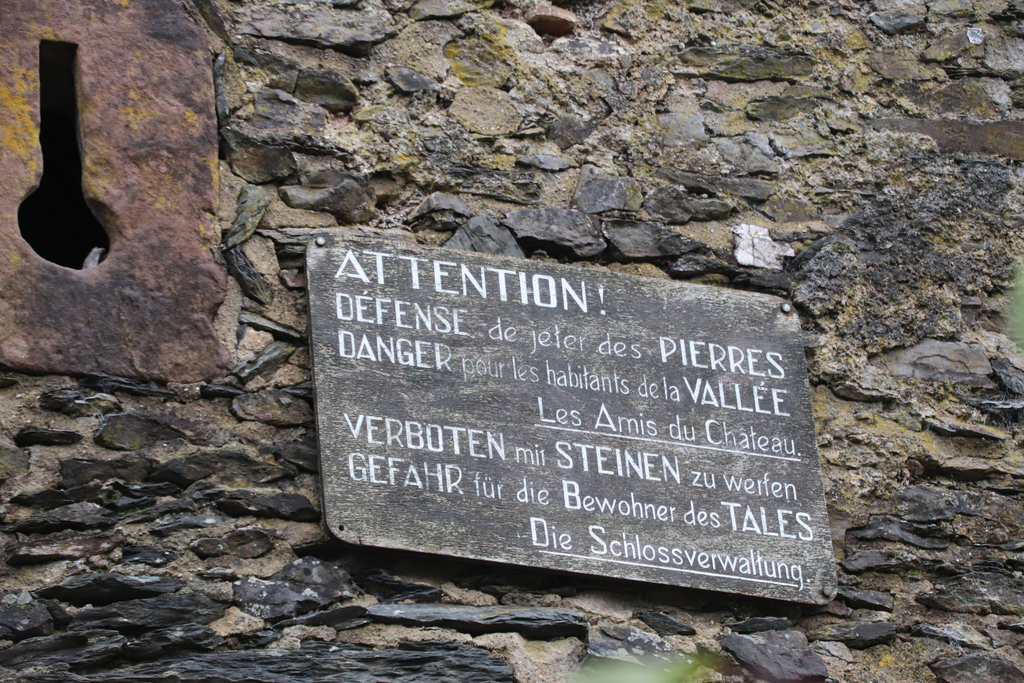 ATTENTION!
DÉFENSE de jeter des PIERRES
DANGER pour les habitants de la VALLÉE
Les Amis du Château.
VERBOTEN mit STEINEN zu werfen
GEFAHR für die Bewohner des TALES
Die Schlossverwaltung.